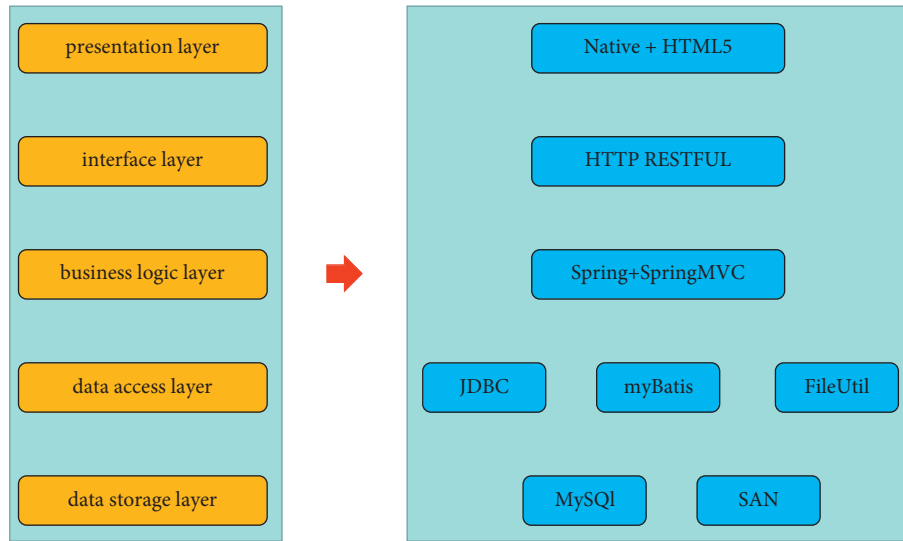 presentation layer
Native + HTML5
interface layer
HTTP RESTFUL
business logic layer
Spring+SpringMVC
data access layer
JDBC
myBatis
FileUtil
data storage layer
MySQl
SAN